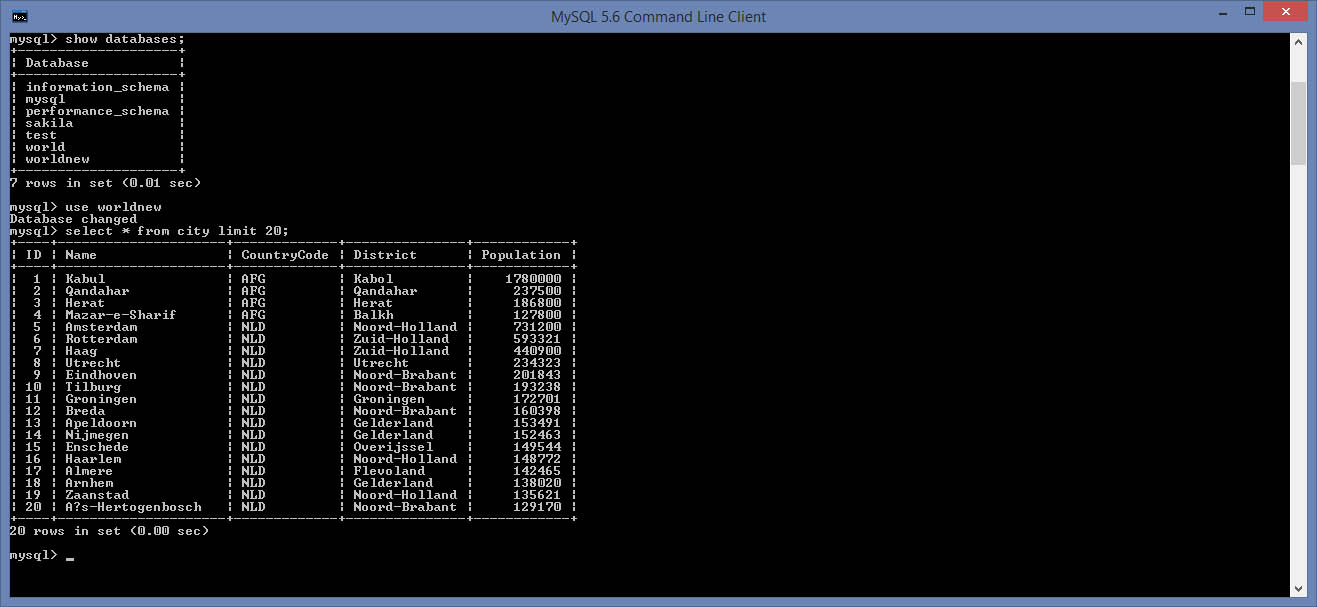 MySQL 5.6 Command Line Client
mysql> show databases;
+--------------------+
| Database           |
+--------------------+
| information_schema |
| mysql              |
| performance_schema |
| sakila             |
| test               |
| world              |
| worldnew           |
+--------------------+
7 rows in set (0.01 sec)
mysql> use worldnew
Database changed
mysql> select * from city limit 20;
+----+---------------------+-------------+---------------+------------+
| ID | Name                | CountryCode | District      | Population |
+----+---------------------+-------------+---------------+------------+
|  1 | Kabul               | AFG         | Kabol         |    1780000 |
|  2 | Qandahar            | AFG         | Qandahar      |     237500 |
|  3 | Herat               | AFG         | Herat         |     186800 |
|  4 | Mazar-e-Sharif      | AFG         | Balkh         |     127800 |
|  5 | Amsterdam           | NLD         | Noord-Holland |     731200 |
|  6 | Rotterdam           | NLD         | Zuid-Holland  |     593321 |
|  7 | Haag                | NLD         | Zuid-Holland  |     440900 |
|  8 | Utrecht             | NLD         | Utrecht       |     234323 |
|  9 | Eindhoven           | NLD         | Noord-Brabant |     201843 |
| 10 | Tilburg             | NLD         | Noord-Brabant |     193238 |
| 11 | Groningen           | NLD         | Groningen     |     172701 |
| 12 | Breda               | NLD         | Noord-Brabant |     160398 |
| 13 | Apeldoorn           | NLD         | Gelderland    |     153491 |
| 14 | Nijmegen            | NLD         | Gelderland    |     152463 |
| 15 | Enschede            | NLD         | Overijssel    |     149544 |
| 16 | Haarlem             | NLD         | Noord-Holland |     148772 |
| 17 | Almere              | NLD         | Flevoland     |     142465 |
| 18 | Arnhem              | NLD         | Gelderland    |     138020 |
| 19 | Zaanstad            | NLD         | Noord-Holland |     135621 |
| 20 | A?s-Hertogenbosch   | NLD         | Noord-Brabant |     129170 |
+----+---------------------+-------------+---------------+------------+
20 rows in set (0.00 sec)
mysql> _